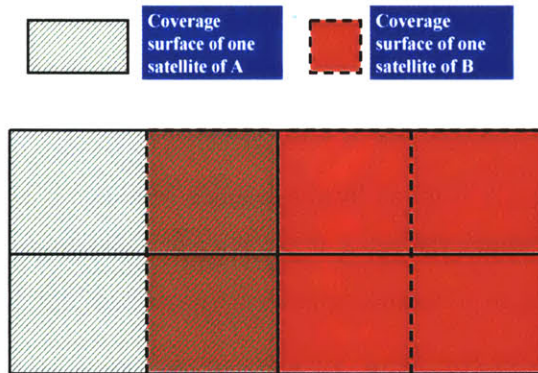 Coverage
surface of one
satellite of A
Coverage
surface of one
satellite of B